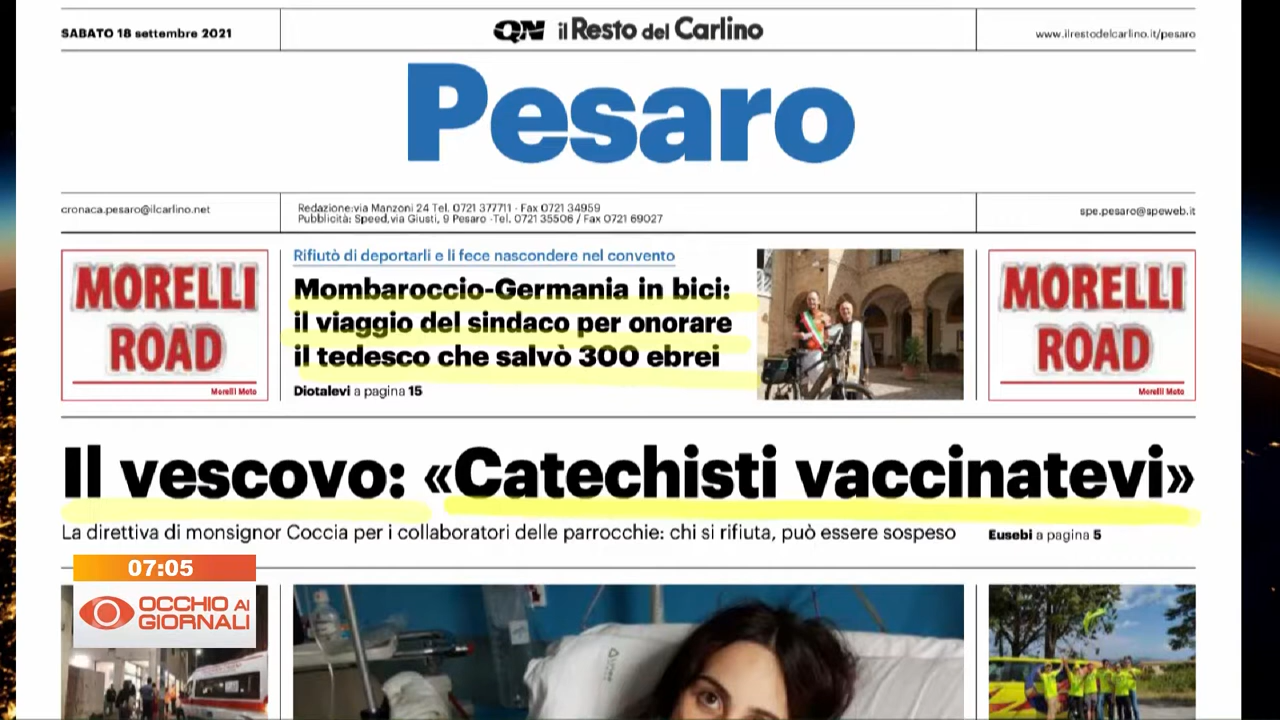 SABATO 18 settembre 2021
QN il Resto del Carlino
www.ilrestodelcarlino.it/pesaro
Pesaro
cronaca.pesaro@ilcarlino.net
Redazione:via Manzoni 24 Tel. 0721 377711 - Fax 0721 34959
Pubblicità: Speed,via Giusti, 9 Pesaro -Tel. 0721 35506 / Fax 0721 69027
spe.pesaro@speweb.it
MORELLI
ROAD
Morelli Moto
Rifiutò di deportarli e li fece nascondere nel convento
Mombaroccio-Germania in bici:
il viaggio del sindaco per onorare
il tedesco che salvò 300 ebrei
Diotalevi a pagina 15
MORELLI
ROAD
Morelli Moto
Il vescovo: «Catechisti vaccinatevi»
La direttiva di monsignor Coccia per i collaboratori delle parrocchie: chi si rifiuta, può essere sospeso
Eusebi a pagina 5
07:05
OCCHIO AI
GIORNALI